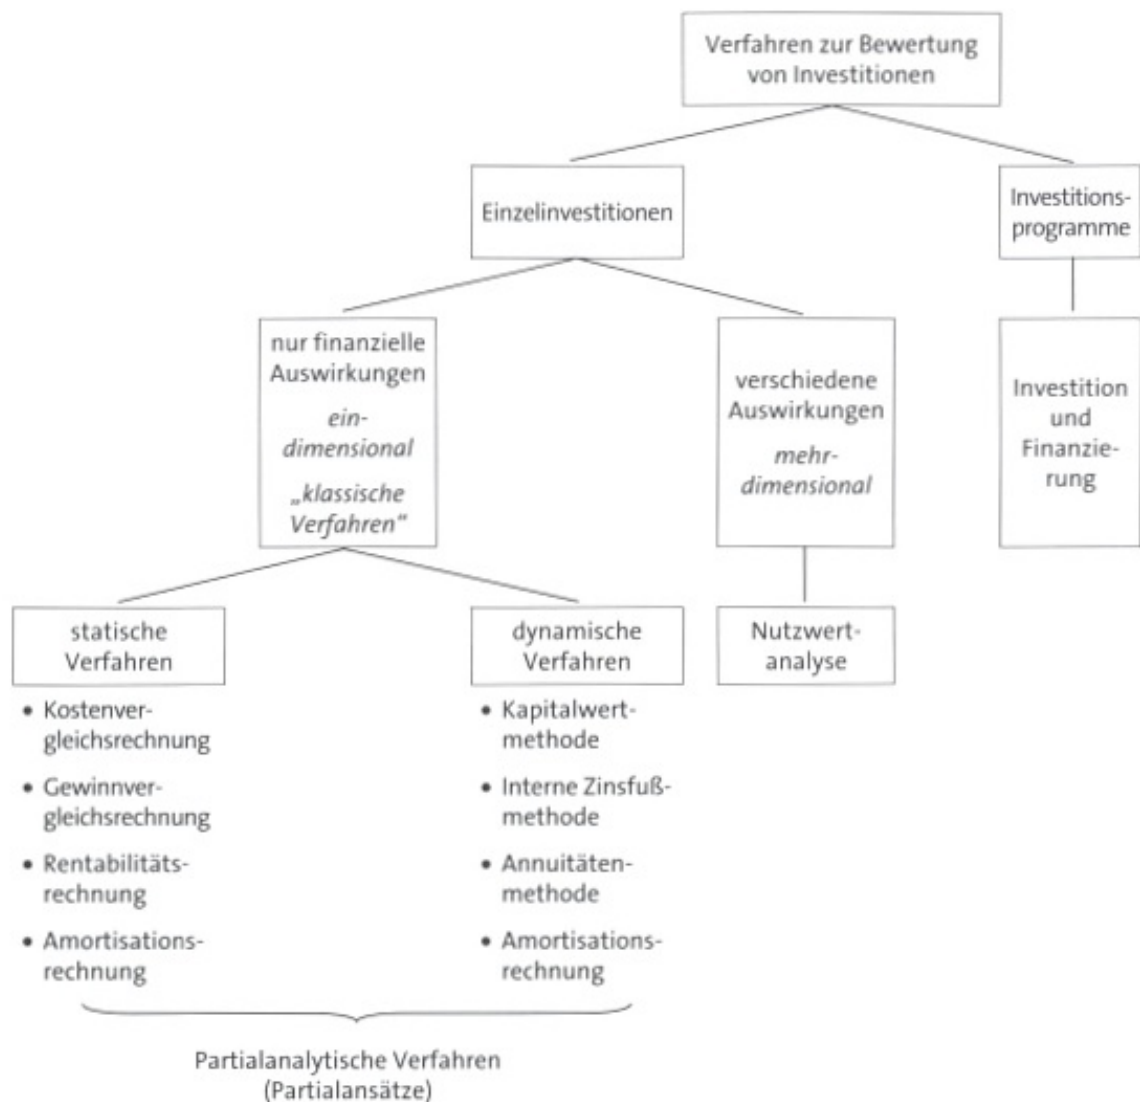 Verfahren zur Bewertung
von Investitionen
Einzelinvestitionen
Investitions-
programme
nur finanzielle
Auswirkungen
ein-
dimensional
„klassische
Verfahren“
verschiedene
Auswirkungen
mehr-
dimensional
Investition
und
Finanzie-
rung
statische
Verfahren
dynamische
Verfahren
Nutzwert-
analyse
• Kostenver-
gleichsrechnung
• Gewinnver-
gleichsrechnung
• Rentabilitäts-
rechnung
• Amortisations-
rechnung
• Kapitalwert-
methode
• Interne Zinsfuß-
methode
• Annuitäten-
methode
• Amortisations-
rechnung
Partialanalytische Verfahren
(Partialansätze)